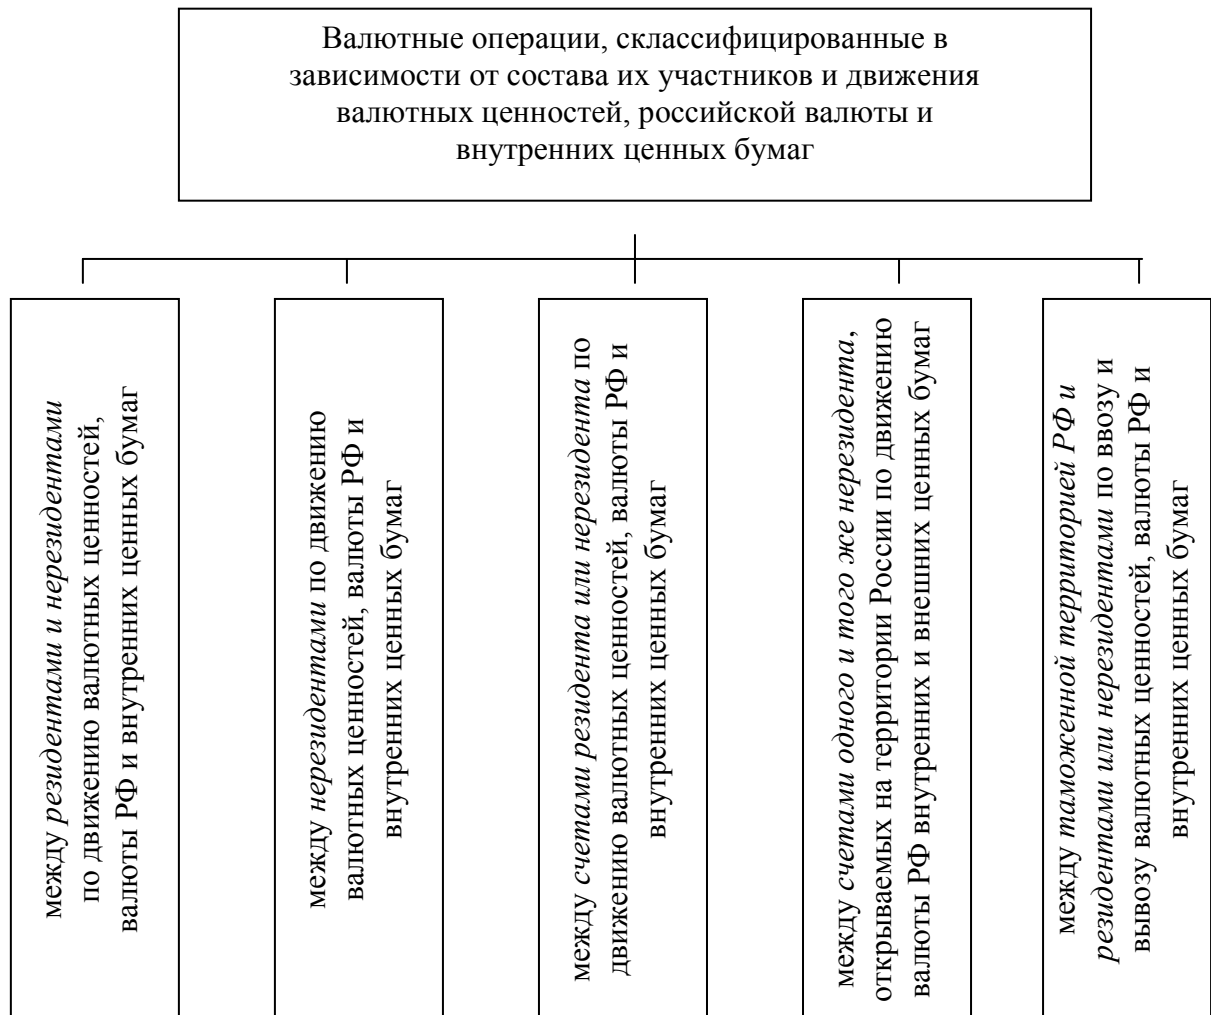 Валютные операции, склассифицированные в
зависимости от состава их участников и движения
валютных ценностей, российской валюты и
внутренних ценных бумаг
между резидентами и нерезидентами
по движению валютных ценностей,
валюты РФ и внутренних ценных бумаг
между нерезидентами по движению
валютных ценностей, валюты РФ и
внутренних ценных бумаг
между счетами резидента или нерезидента по
движению валютных ценностей, валюты РФ и
внутренних ценных бумаг
между счетами одного и того же нерезидента,
открываемых на территории России по движению
валюты РФ внутренних и внешних ценных бумаг
между таможенной территорией РФ и
резидентами или нерезидентами по ввозу и
вывозу валютных ценностей, валюты РФ и
внутренних ценных бумаг